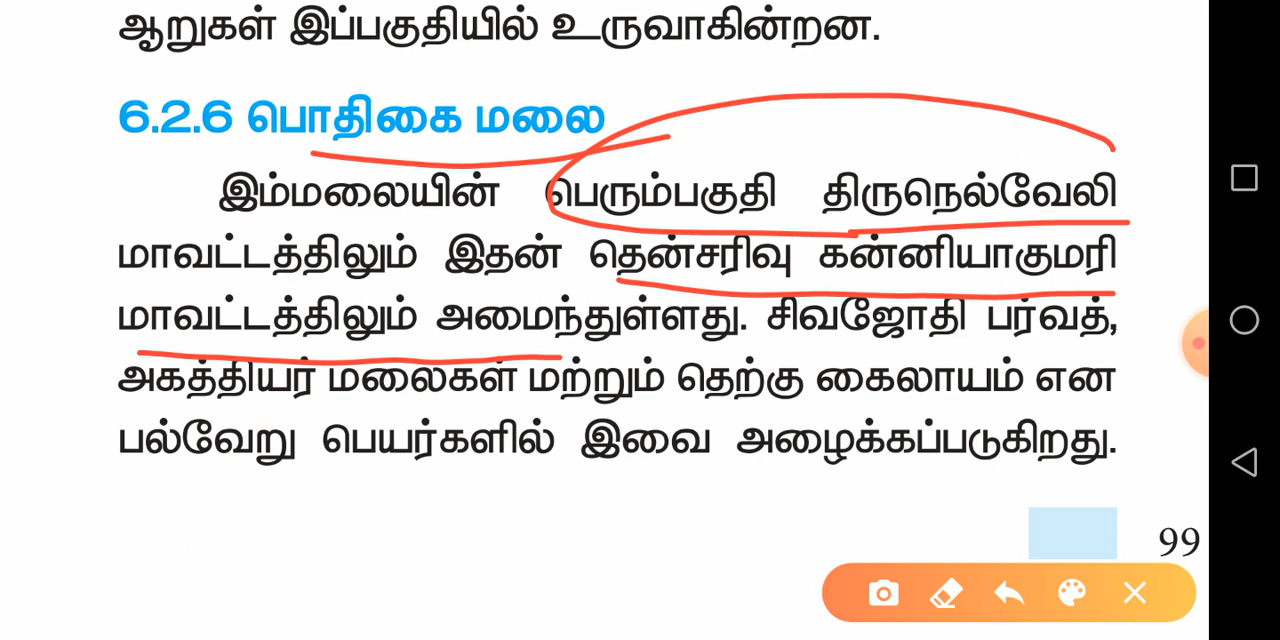 ஆறுகள் இப்பகுதியில் உருவாகின்றன.
6.2.6 பொதிகை மலை
இம்மலையின் பெரும்பகுதி திருநெல்வேலி
மாவட்டத்திலும் இதன் தென்சரிவு கன்னியாகுமரி
மாவட்டத்திலும் அமைந்துள்ளது. சிவஜோதி பர்வத்,
அகத்தியர் மலைகள் மற்றும் தெற்கு கைலாயம் என
பல்வேறு பெயர்களில் இவை அழைக்கப்படுகிறது.
99